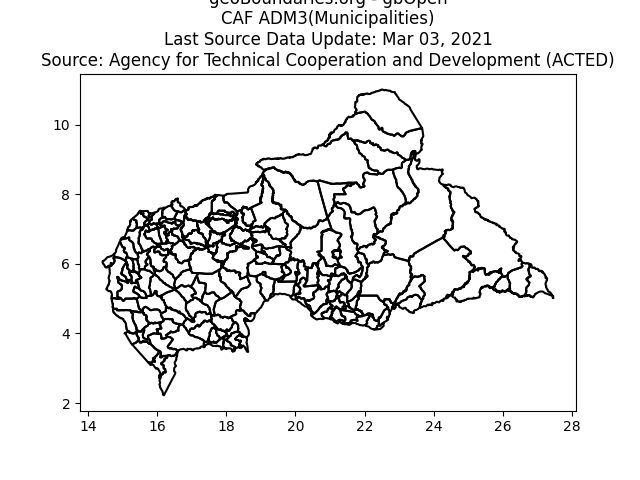 geoBoundaries.org - gbOpen
CAF ADM3(Municipalities)
Last Source Data Update: Mar 03, 2021
Source: Agency for Technical Cooperation and Development (ACTED)
10
8
6
4
2
14 16 18 20 22 24 26 28